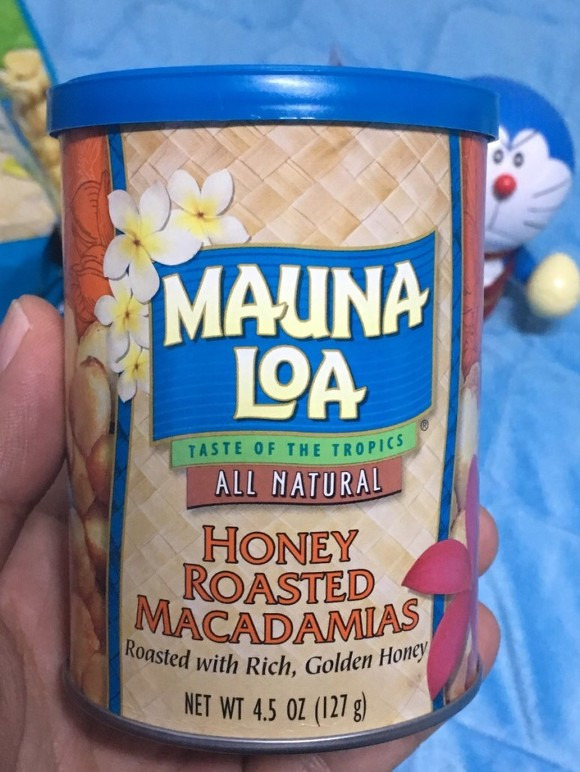 MAUNA
LOA
®
TASTE OF THE TROPICS
ALL NATURAL
HONEY
ROASTED
MACADAMIAS
Roasted with Rich, Golden Honey
NET WT 4.5 OZ (127 g)